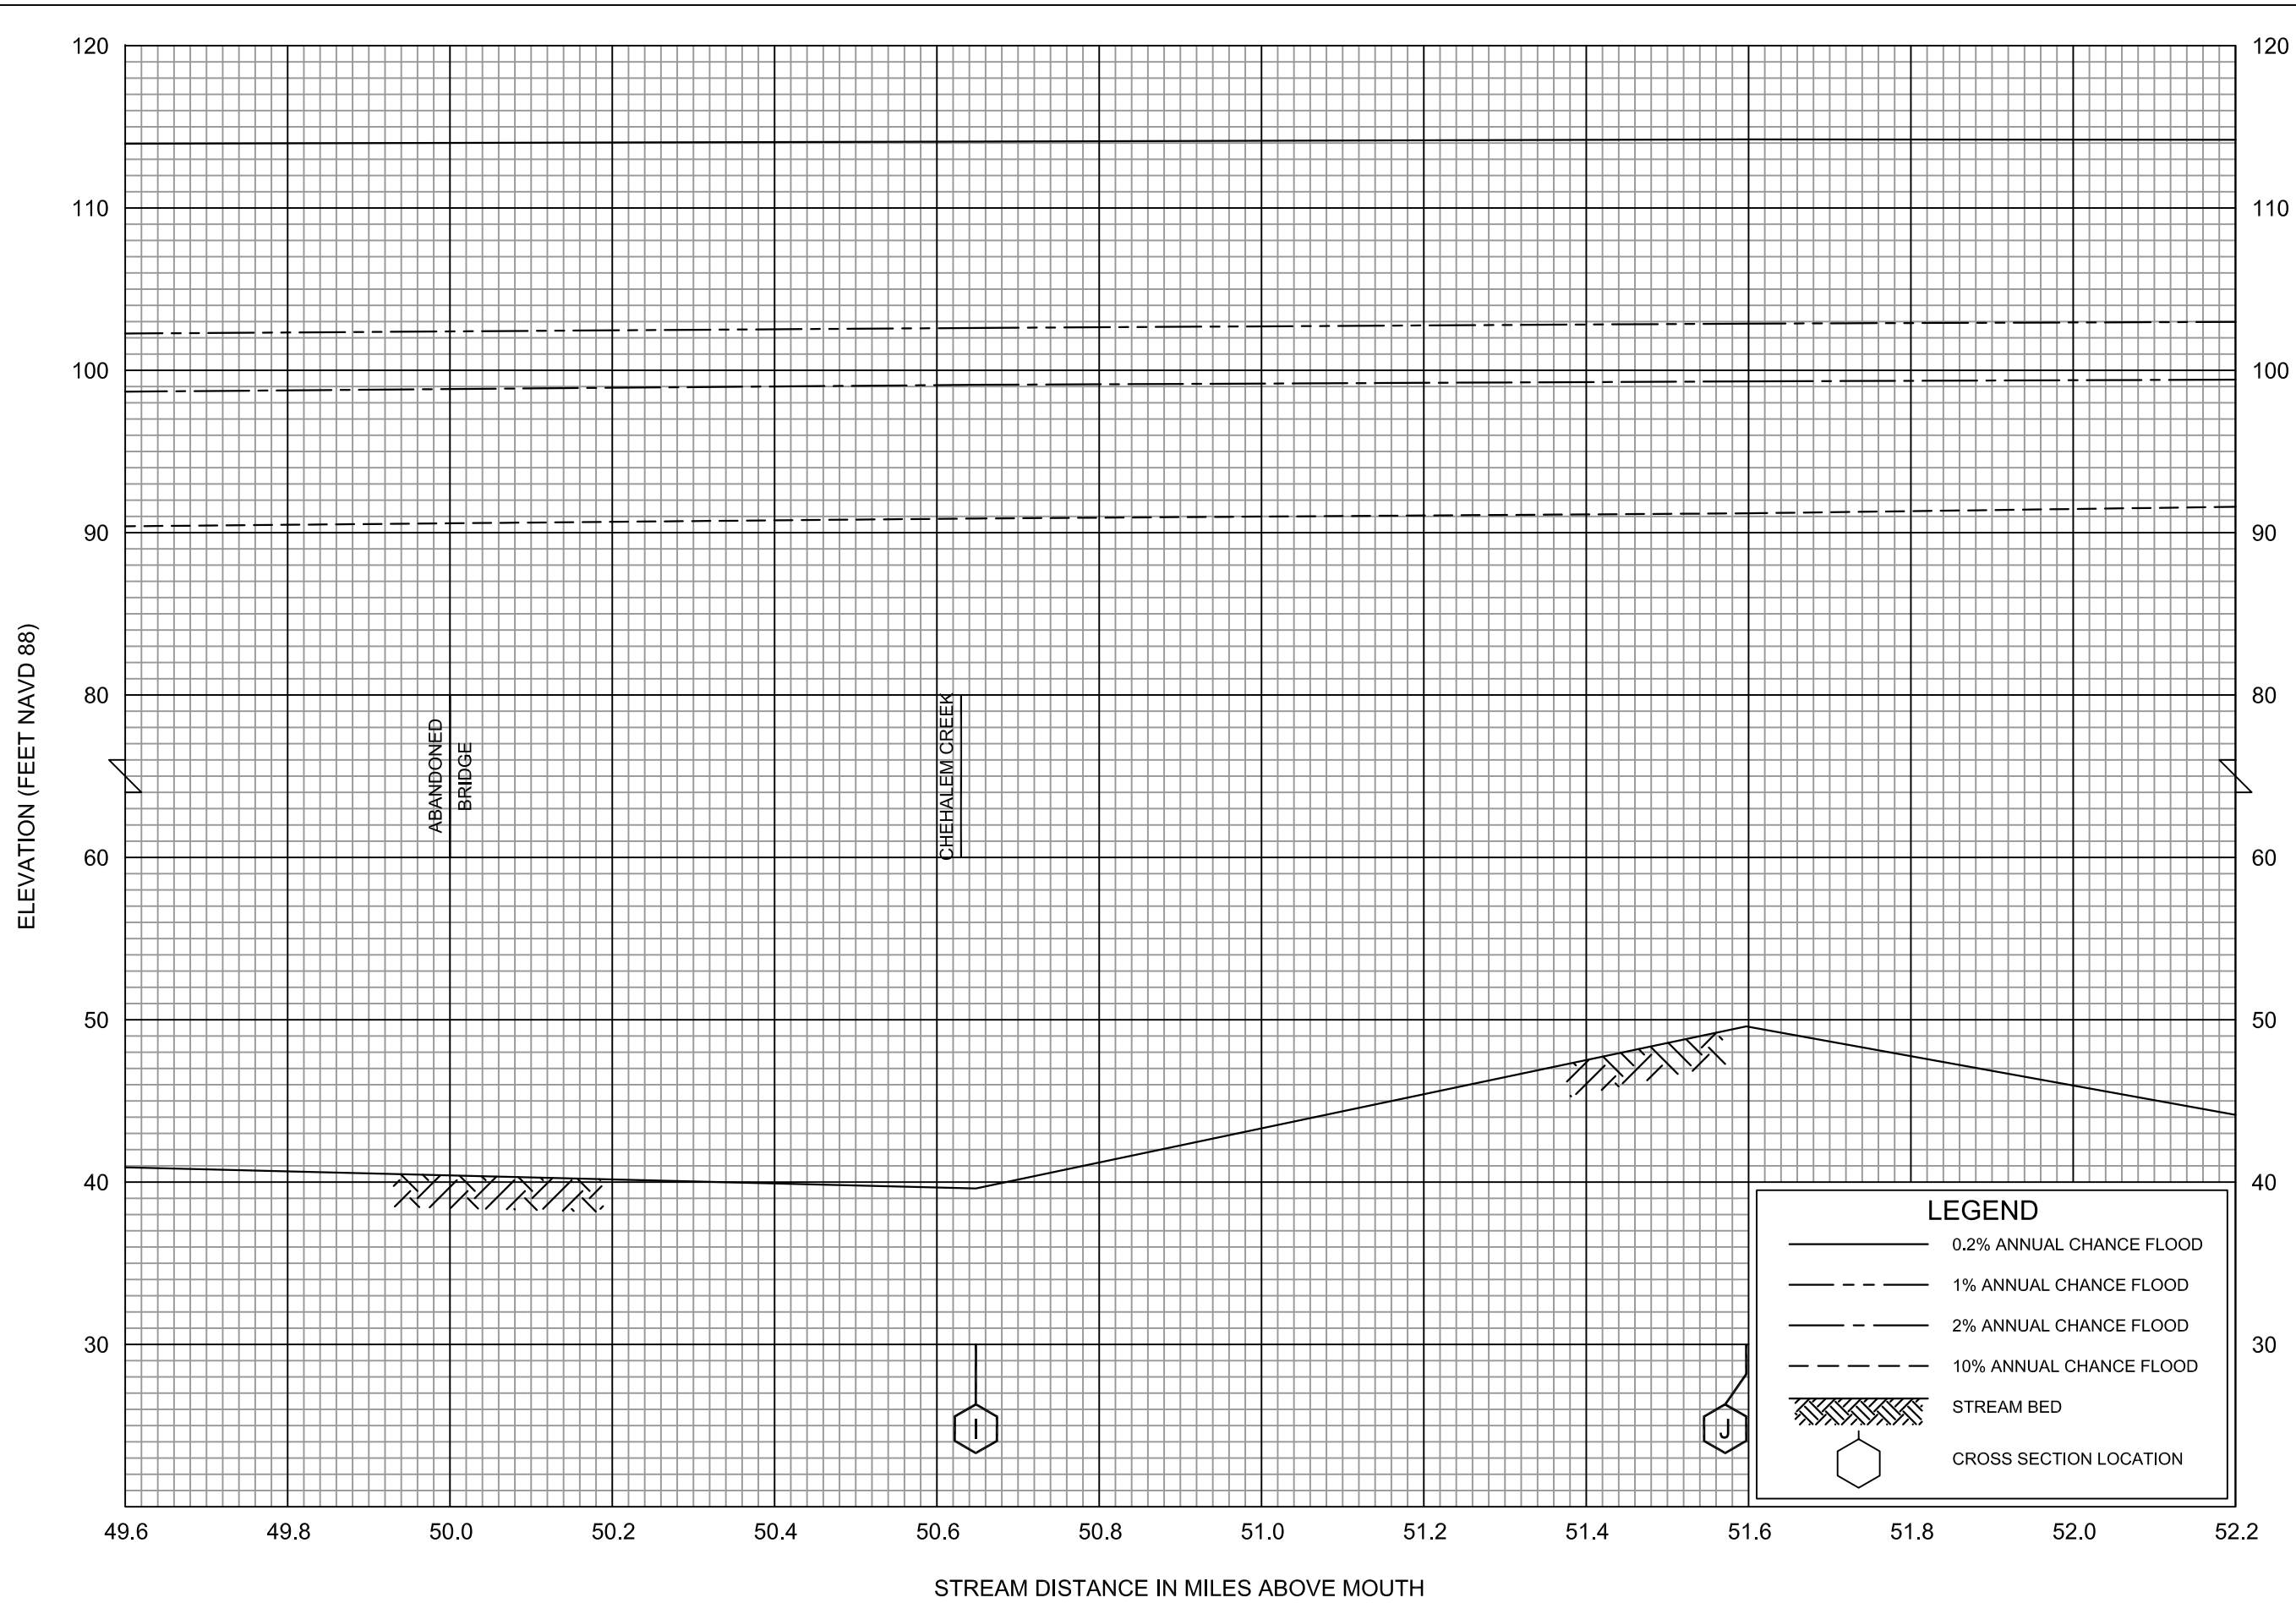 120
120
110
110
100
100
90
90
80
80
60
60
50
50
40
40
30
30
ELEVATION (FEET NAVD 88)
ABANDONED
BRIDGE
CHEHALEM CREEK
I
J
LEGEND
0.2% ANNUAL CHANCE FLOOD
1% ANNUAL CHANCE FLOOD
2% ANNUAL CHANCE FLOOD
10% ANNUAL CHANCE FLOOD
STREAM BED
CROSS SECTION LOCATION
49.6 49.8 50.0 50.2 50.4 50.6 50.8 51.0 51.2 51.4 51.6 51.8 52.0 52.2
STREAM DISTANCE IN MILES ABOVE MOUTH